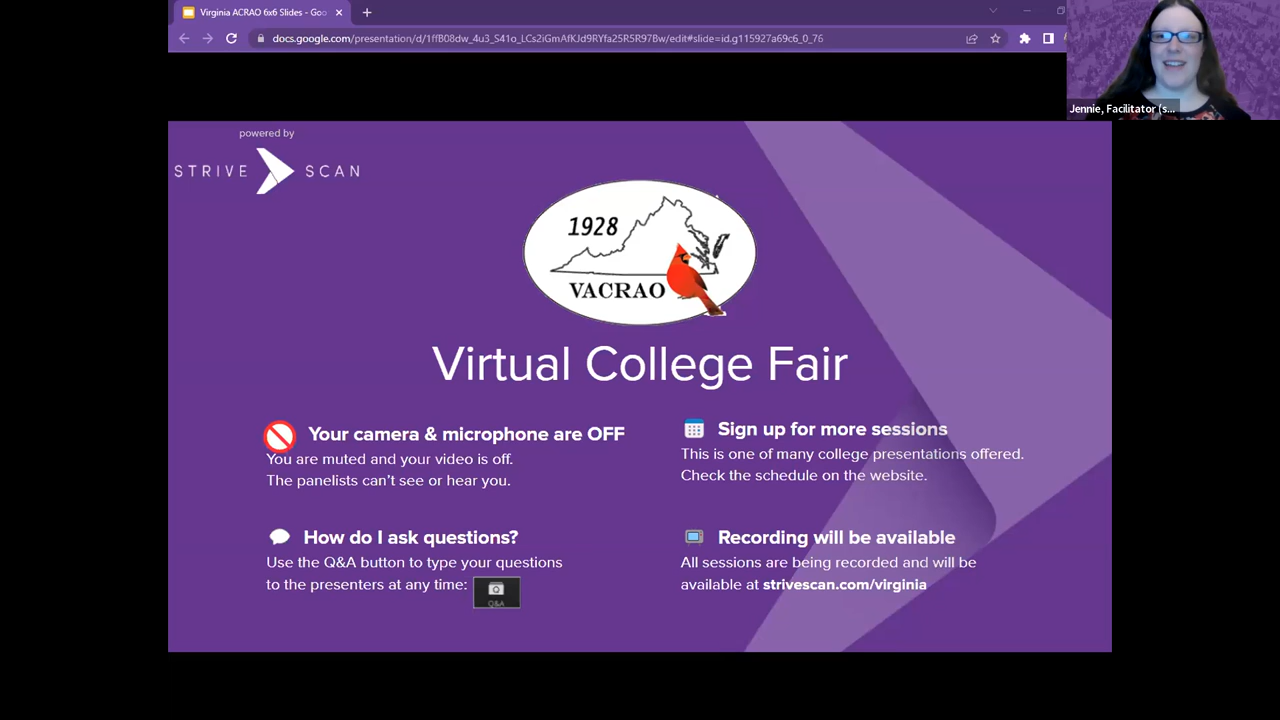 Virginia ACRAO 6x6 Slides - Goo
docs.google.com/presentation/d/1ffB08dw_4u3_S41o_LCs2iGmAfKJd9RYfa25R5R97Bw/edit#slide=id.g115927a69c6_0_76
Jennie, Facilitator (s...
powered by
STRIVE SCAN
1928
VACRAO
Virtual College Fair
Your camera & microphone are OFF
You are muted and your video is off.
The panelists can't see or hear you.
Sign up for more sessions
This is one of many college presentations offered.
Check the schedule on the website.
How do I ask questions?
Use the Q&A button to type your questions
to the presenters at any time:
Q&A
Recording will be available
All sessions are being recorded and will be
available at strivescan.com/virginia